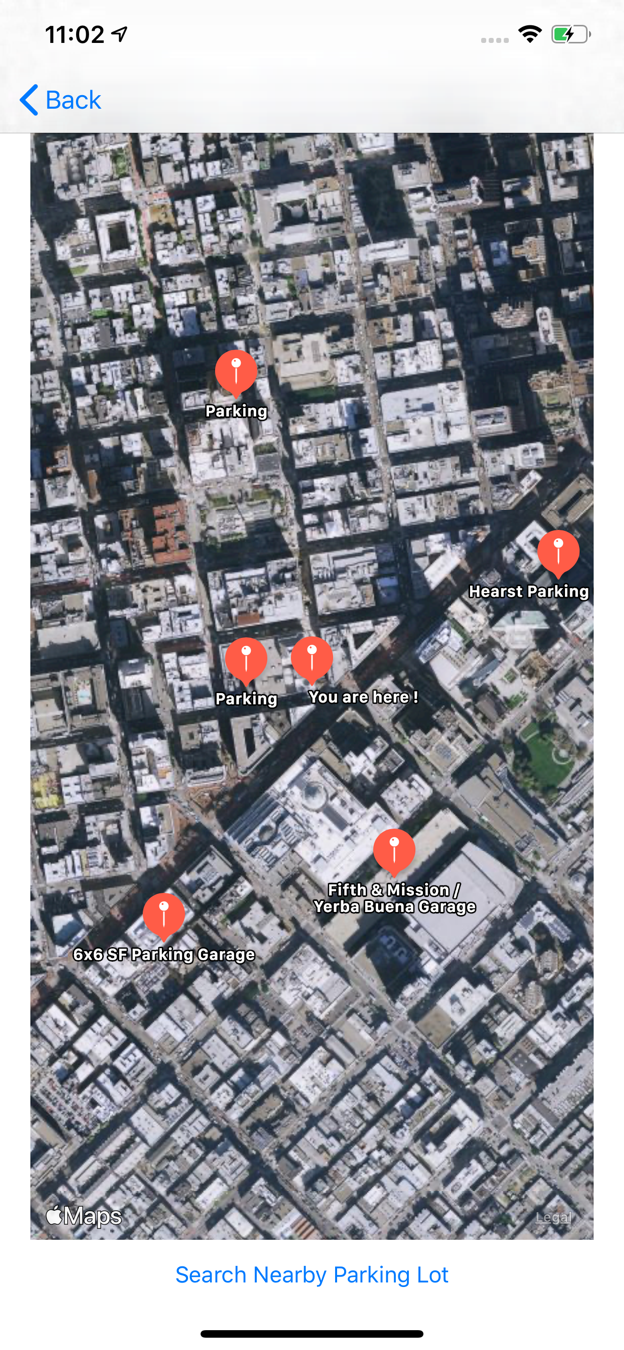 11:02
Back
Parking
Hearst Parking
Parking
You are here !
Fifth & Mission /
Yerba Buena Garage
6x6 SF Parking Garage
Maps
Legal
Search Nearby Parking Lot